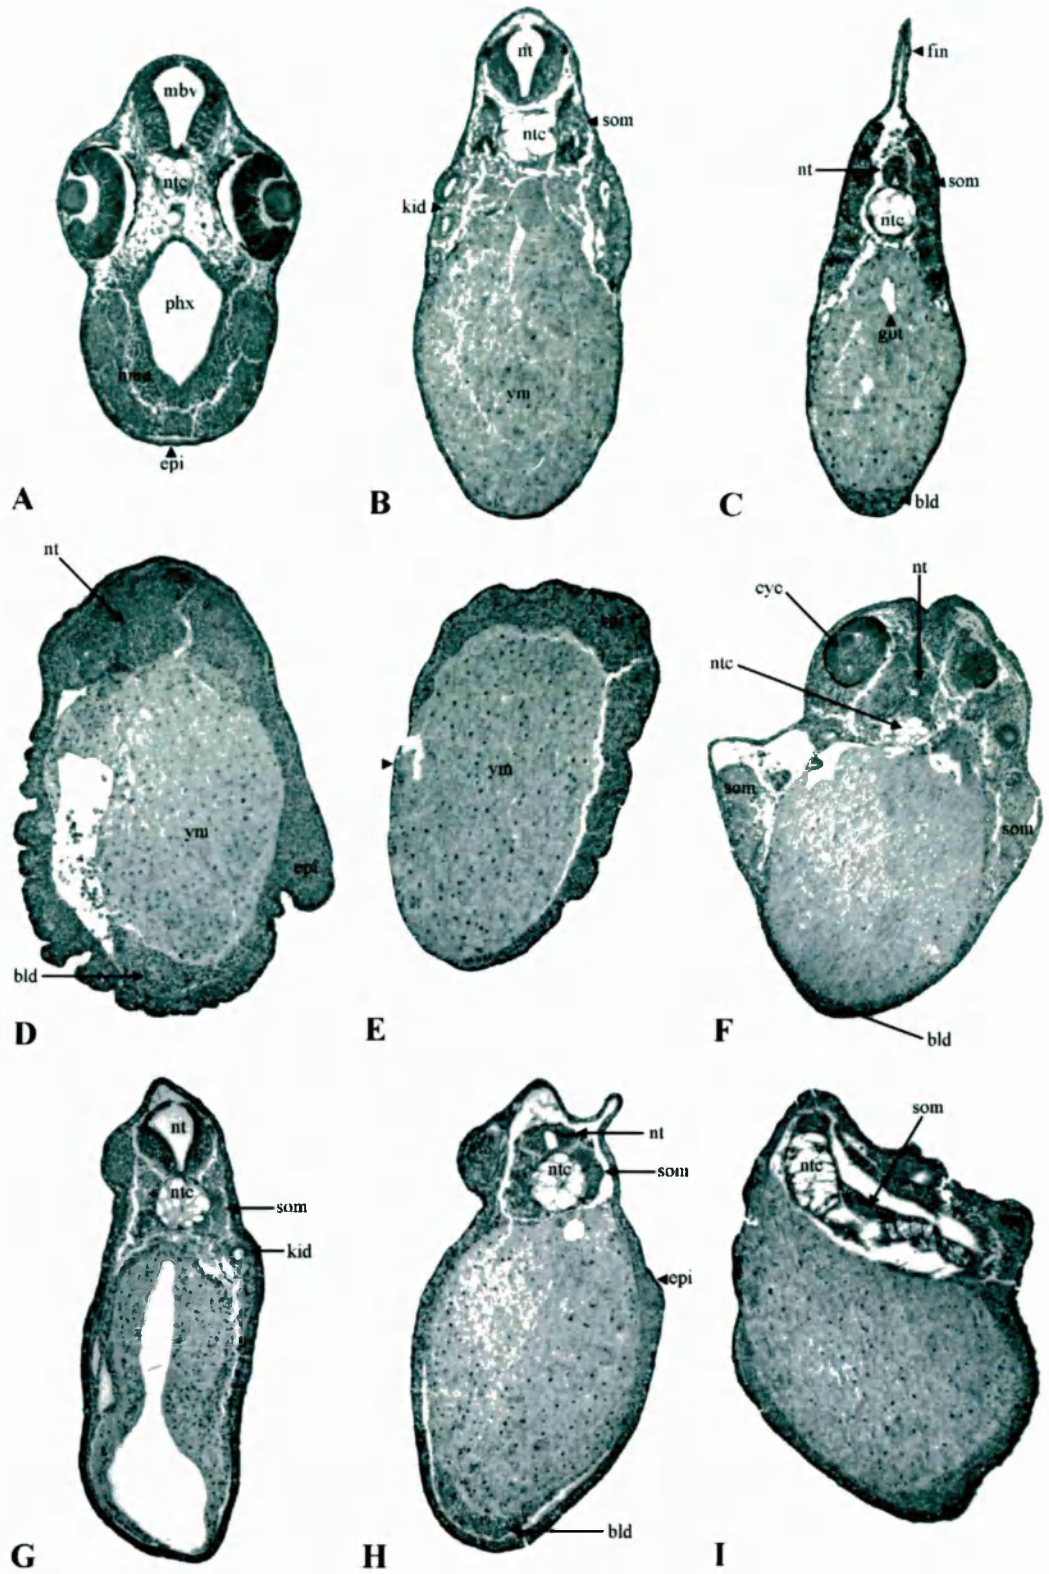 mbv
ntc
phx
epi
A
nt
som
ntc
kid
ym
B
fin
nt
som
ntc
gut
bld
C
nt
ym
epi
bld
D
ym
E
nt
eye
ntc
som
som
bld
F
nt
ntc
som
kid
G
nt
ntc
som
epi
bld
H
som
ntc
I